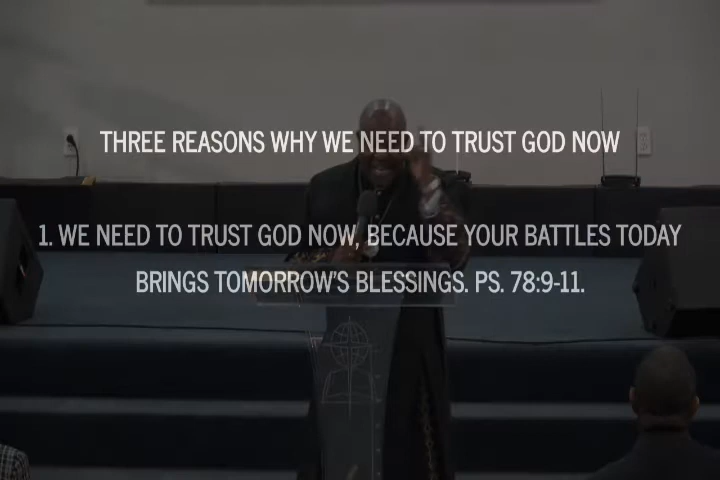 THREE REASONS WHY WE NEED TO TRUST GOD NOW
1. WE NEED TO TRUST GOD NOW, BECAUSE YOUR BATTLES TODAY
BRINGS TOMORROW'S BLESSINGS. PS. 78:9-11.